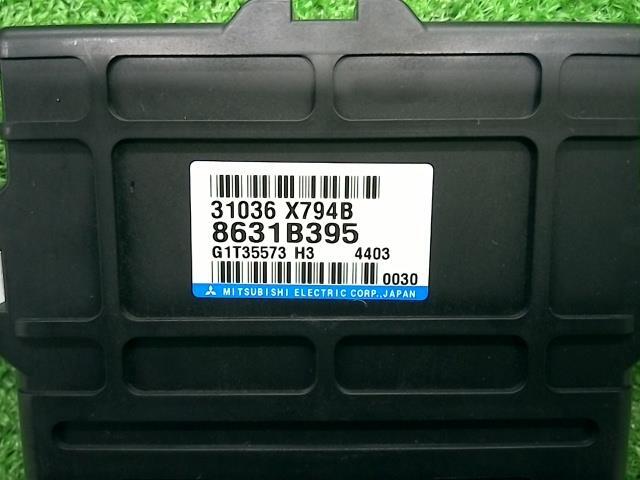 31036 X794B
8631B395
G1T35573 H3 4403
0030
MITSUBISHI ELECTRIC CORP., JAPAN